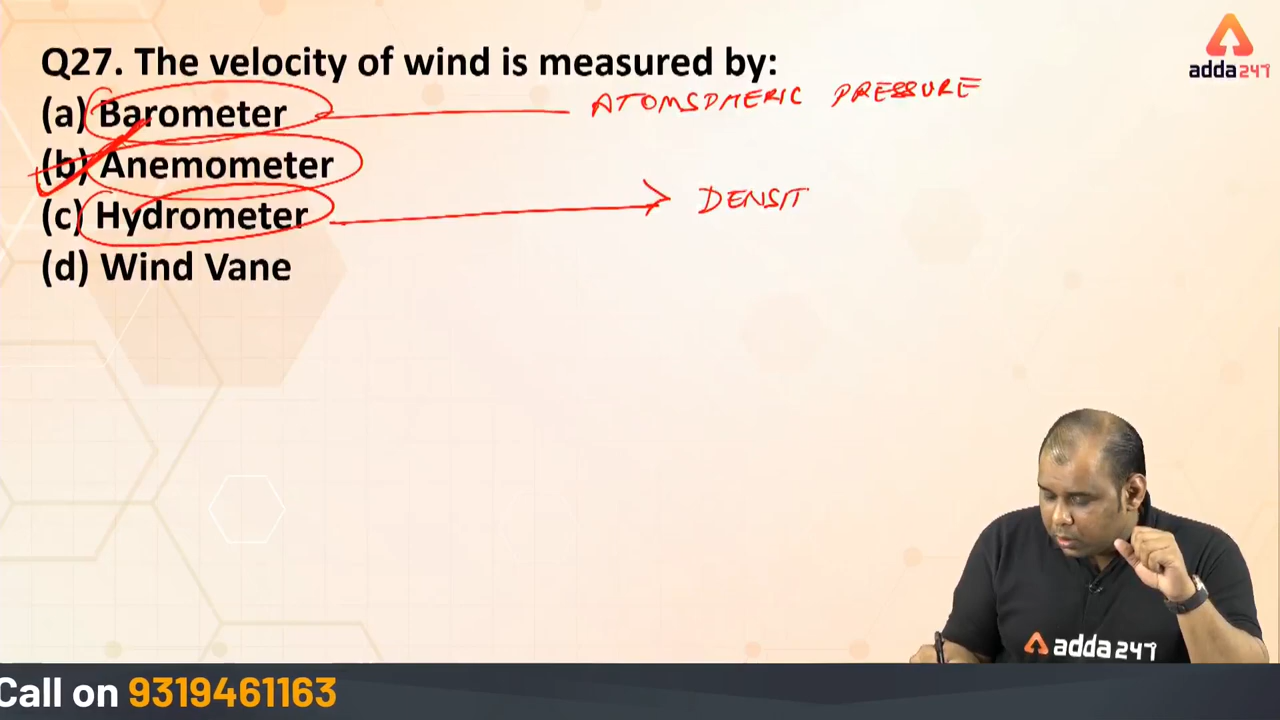 Q27. The velocity of wind is measured by:
(a) Barometer
ATOMSPHERIC PRESSURE
(b) Anemometer
(c) Hydrometer
DENSIT
(d) Wind Vane
adda247
adda247
Call on 9319461163